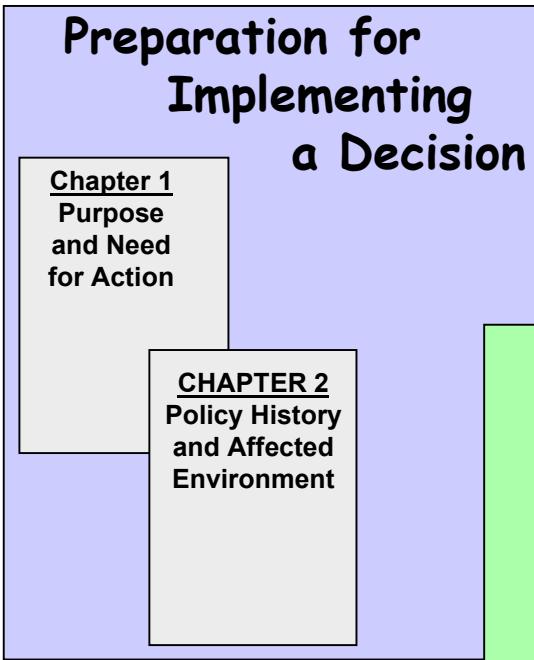 Preparation for
Implementing
a Decision
Chapter 1
Purpose
and Need
for Action
CHAPTER 2
Policy History
and Affected
Environment